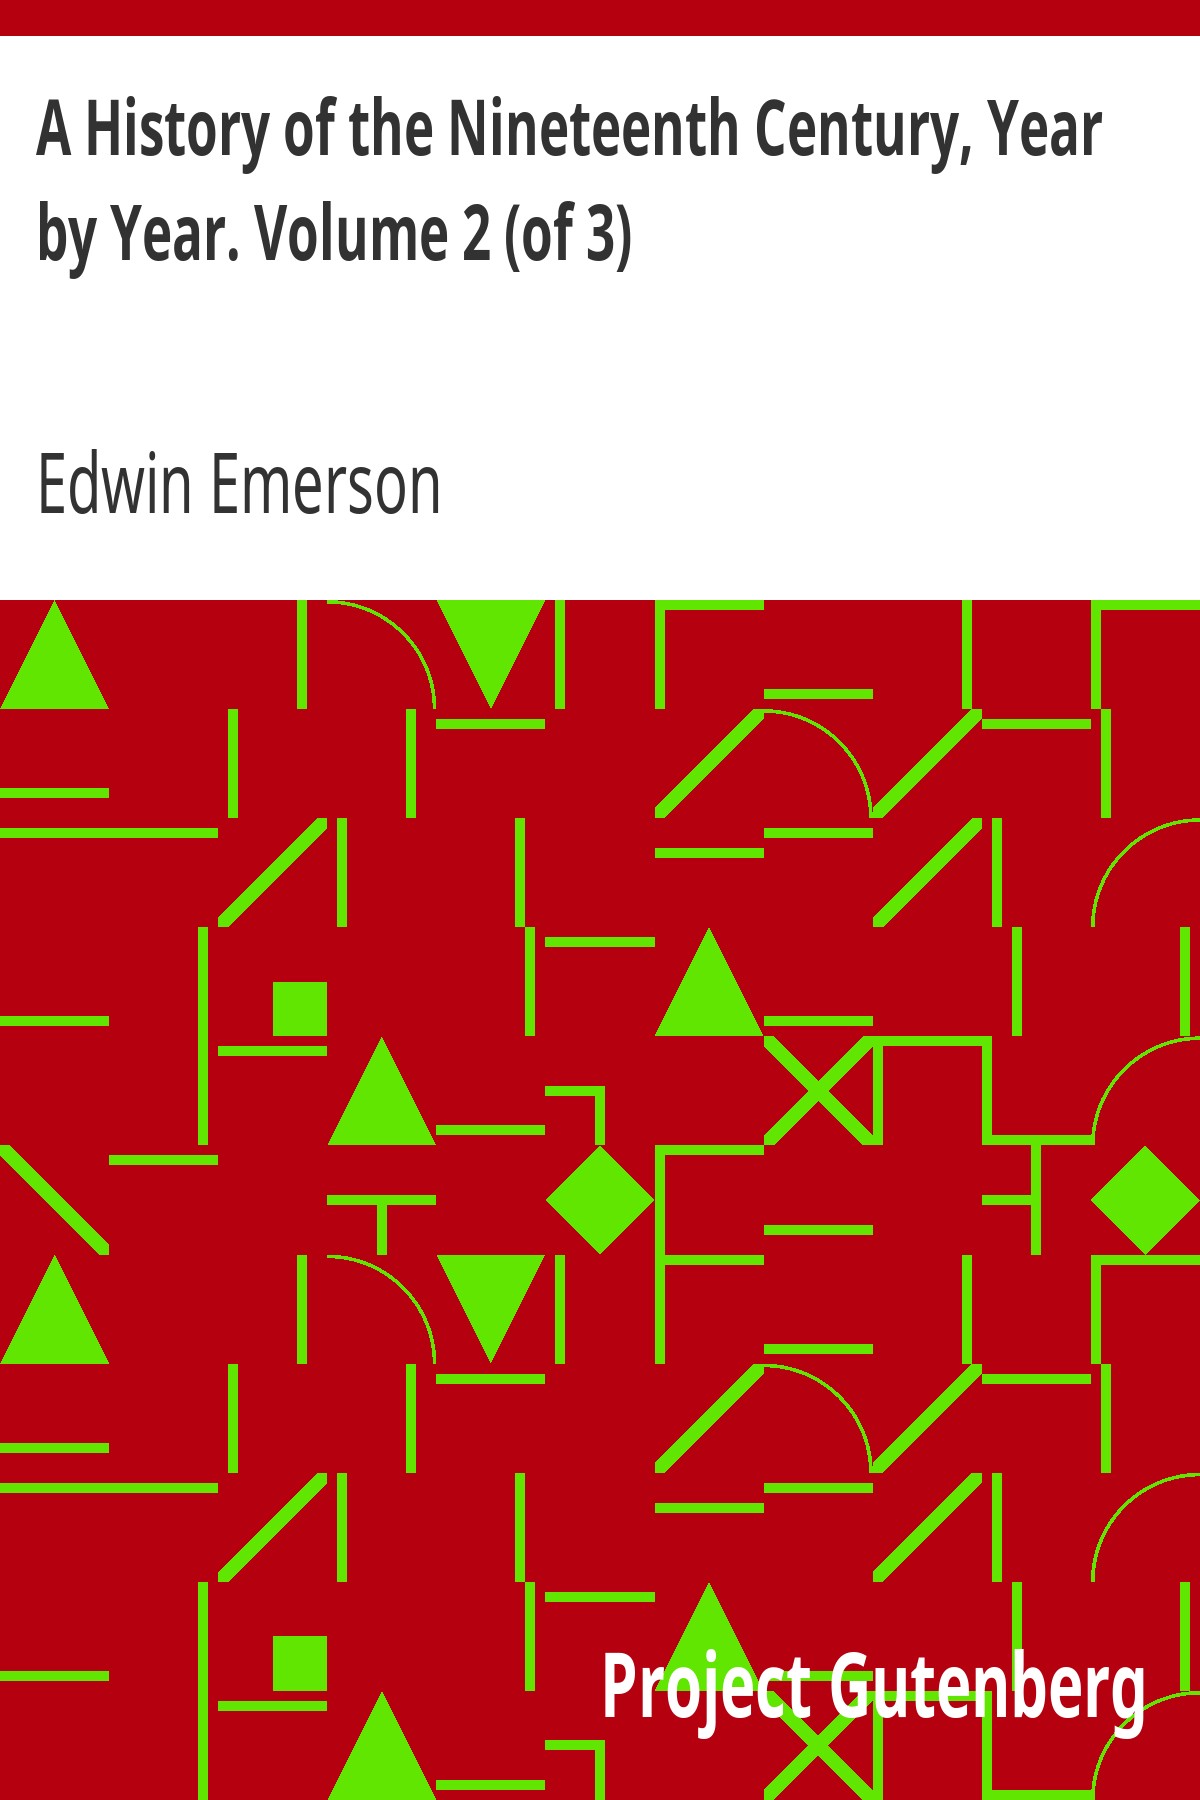 A History of the Nineteenth Century, Year
by Year. Volume 2 (of 3)
Edwin Emerson
Project Gutenberg